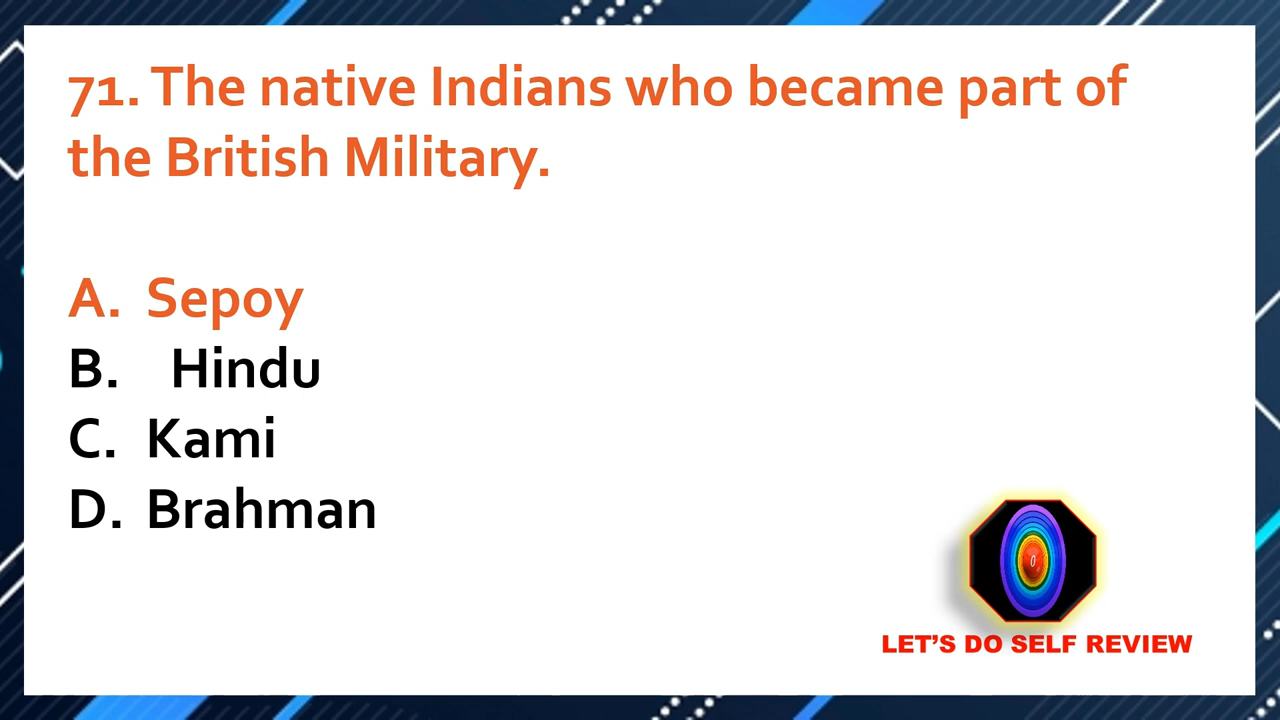 71. The native Indians who became part of
the British Military.
A. Sepoy
B. Hindu
C. Kami
D. Brahman
0
LET'S DO SELF REVIEW